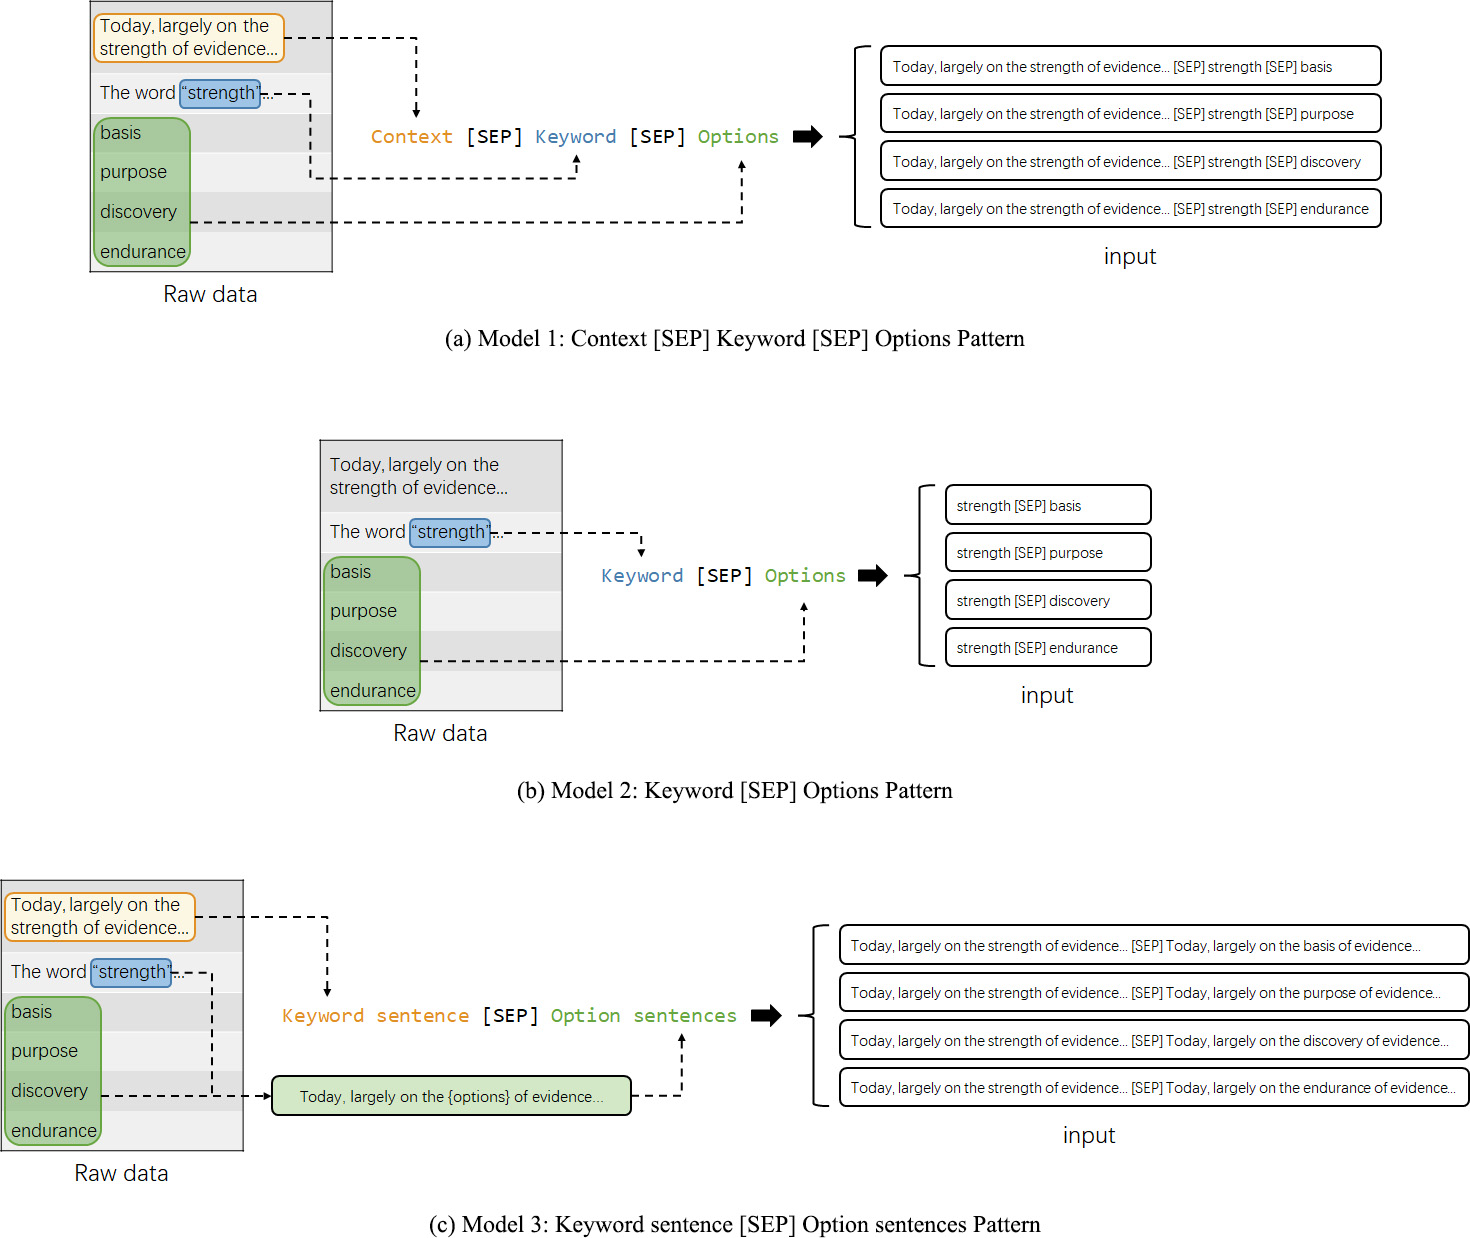 Today, largely on the
strength of evidence...
The word “strength”...
basis
purpose
discovery
endurance
Raw data
Context [SEP] Keyword [SEP] Options
Today, largely on the strength of evidence... [SEP] strength [SEP] basis
Today, largely on the strength of evidence... [SEP] strength [SEP] purpose
Today, largely on the strength of evidence... [SEP] strength [SEP] discovery
Today, largely on the strength of evidence... [SEP] strength [SEP] endurance
input
(a) Model 1: Context [SEP] Keyword [SEP] Options Pattern
Today, largely on the
strength of evidence...
The word “strength”...
basis
purpose
discovery
endurance
Raw data
Keyword [SEP] Options
strength [SEP] basis
strength [SEP] purpose
strength [SEP] discovery
strength [SEP] endurance
input
(b) Model 2: Keyword [SEP] Options Pattern
Today, largely on the
strength of evidence...
The word “strength”...
basis
purpose
discovery
endurance
Raw data
Keyword sentence [SEP] Option sentences
Today, largely on the {options} of evidence...
Today, largely on the strength of evidence... [SEP] Today, largely on the basis of evidence...
Today, largely on the strength of evidence... [SEP] Today, largely on the purpose of evidence...
Today, largely on the strength of evidence... [SEP] Today, largely on the discovery of evidence...
Today, largely on the strength of evidence... [SEP] Today, largely on the endurance of evidence...
input
(c) Model 3: Keyword sentence [SEP] Option sentences Pattern